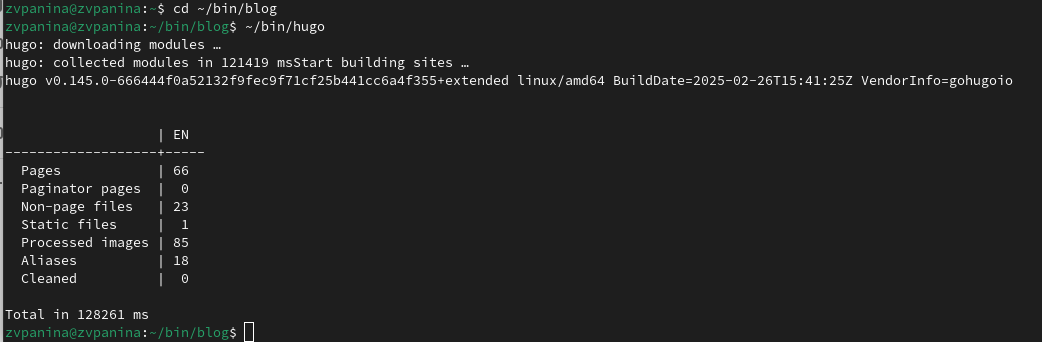 zvpanina@zvpanina:~$ cd ~/bin/blog
zvpanina@zvpanina:~/bin/blog$ ~/bin/hugo
hugo: downloading modules …
hugo: collected modules in 121419 msStart building sites …
hugo v0.145.0-666444f0a52132f9fec9f71cf25b441cc6a4f355+extended linux/amd64 BuildDate=2025-02-26T15:41:25Z VendorInfo=gohugoio
                   | EN
-------------------+-----
  Pages            | 66
  Paginator pages  |  0
  Non-page files   | 23
  Static files     |  1
  Processed images | 85
  Aliases          | 18
  Cleaned          |  0
Total in 128261 ms
zvpanina@zvpanina:~/bin/blog$